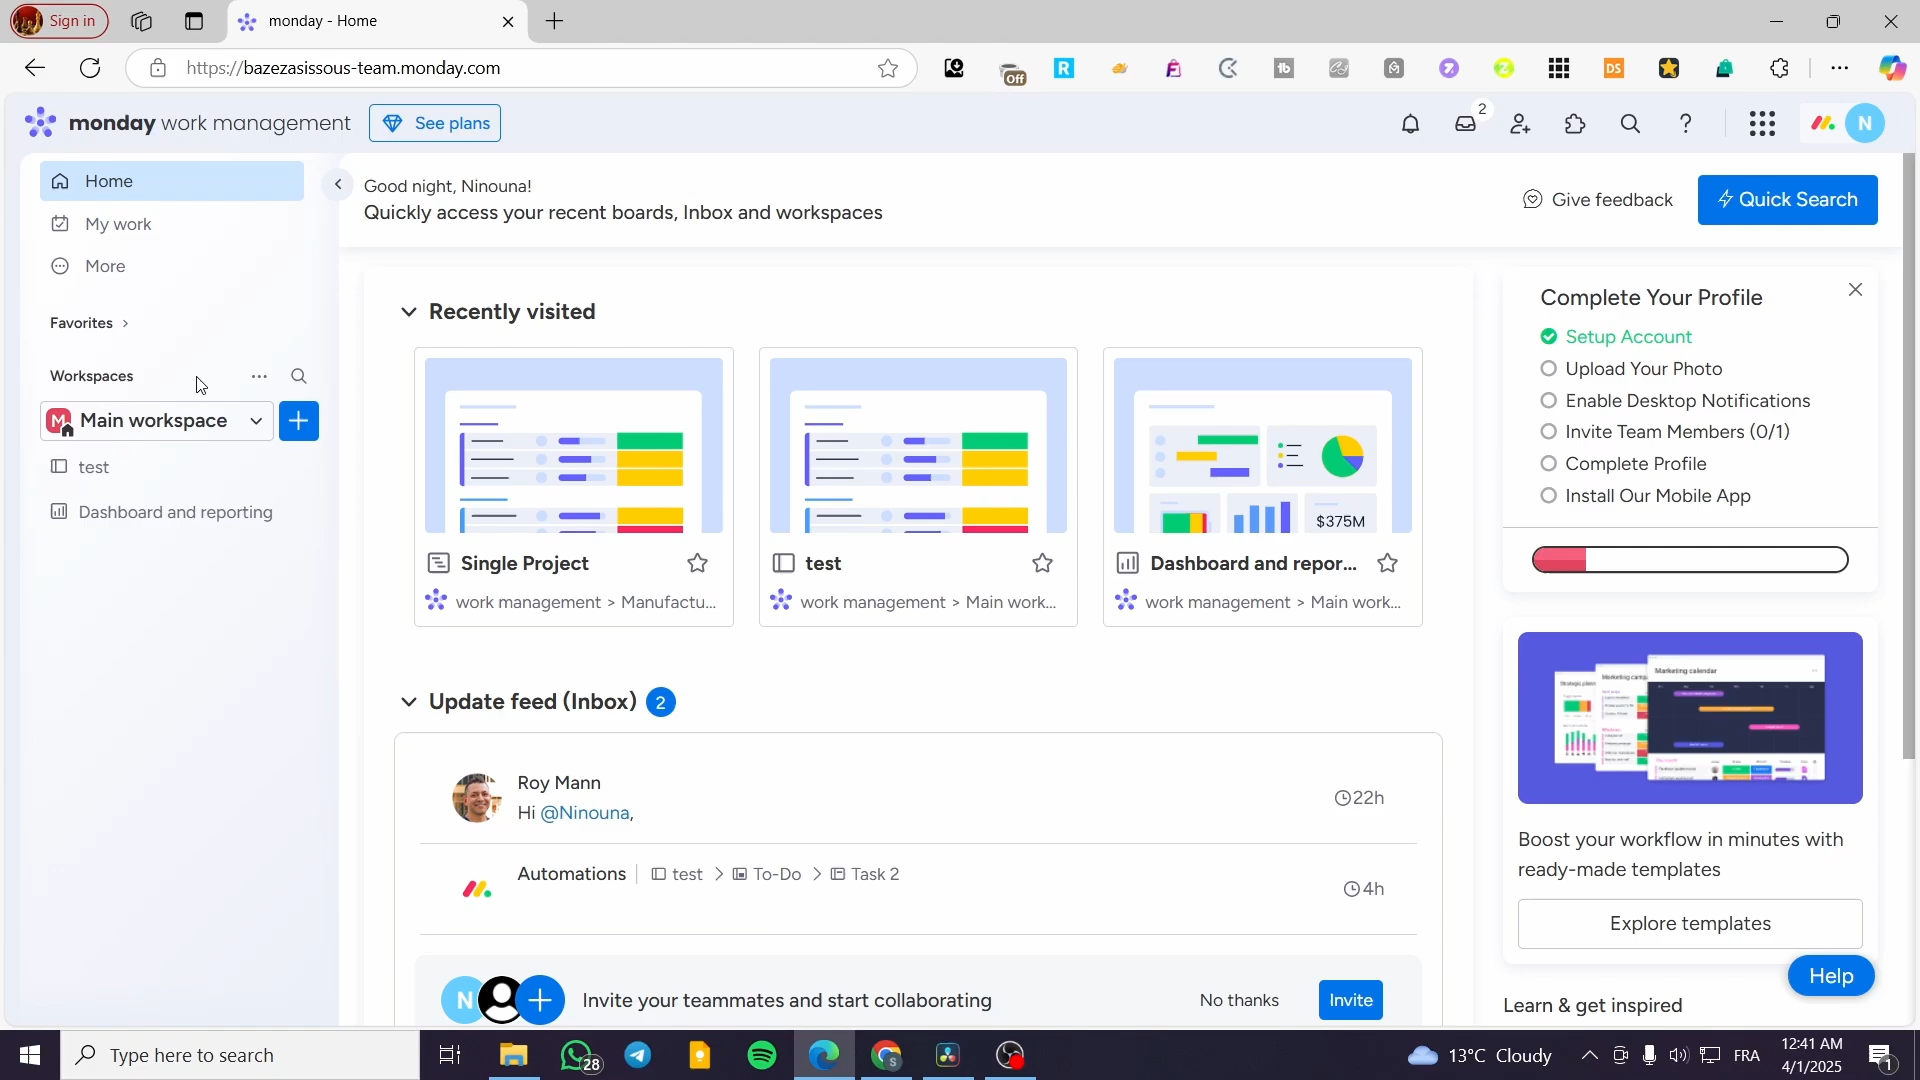 Sign in
monday - Home
https://bazezasissous-team.monday.com
Off
R
DS
monday work management
See plans
2
N
Home
My work
More
Favorites
Workspaces
M
Main workspace
test
Dashboard and reporting
Good night, Ninouna!
Quickly access your recent boards, Inbox and workspaces
Give feedback
Quick Search
Recently visited
$375M
Single Project
work management > Manufactu...
test
work management > Main work...
Dashboard and repor...
work management > Main work...
Update feed (Inbox) 2
Roy Mann
Hi @Ninouna,
22h
Automations
test > To-Do > Task 2
4h
N
Invite your teammates and start collaborating
No thanks
Invite
Complete Your Profile
Setup Account
Upload Your Photo
Enable Desktop Notifications
Invite Team Members (0/1)
Complete Profile
Install Our Mobile App
Marketing calendar
Boost your workflow in minutes with
ready-made templates
Explore templates
Help
Learn & get inspired
Type here to search
28
13°C Cloudy
FRA
12:41 AM
4/1/2025
1